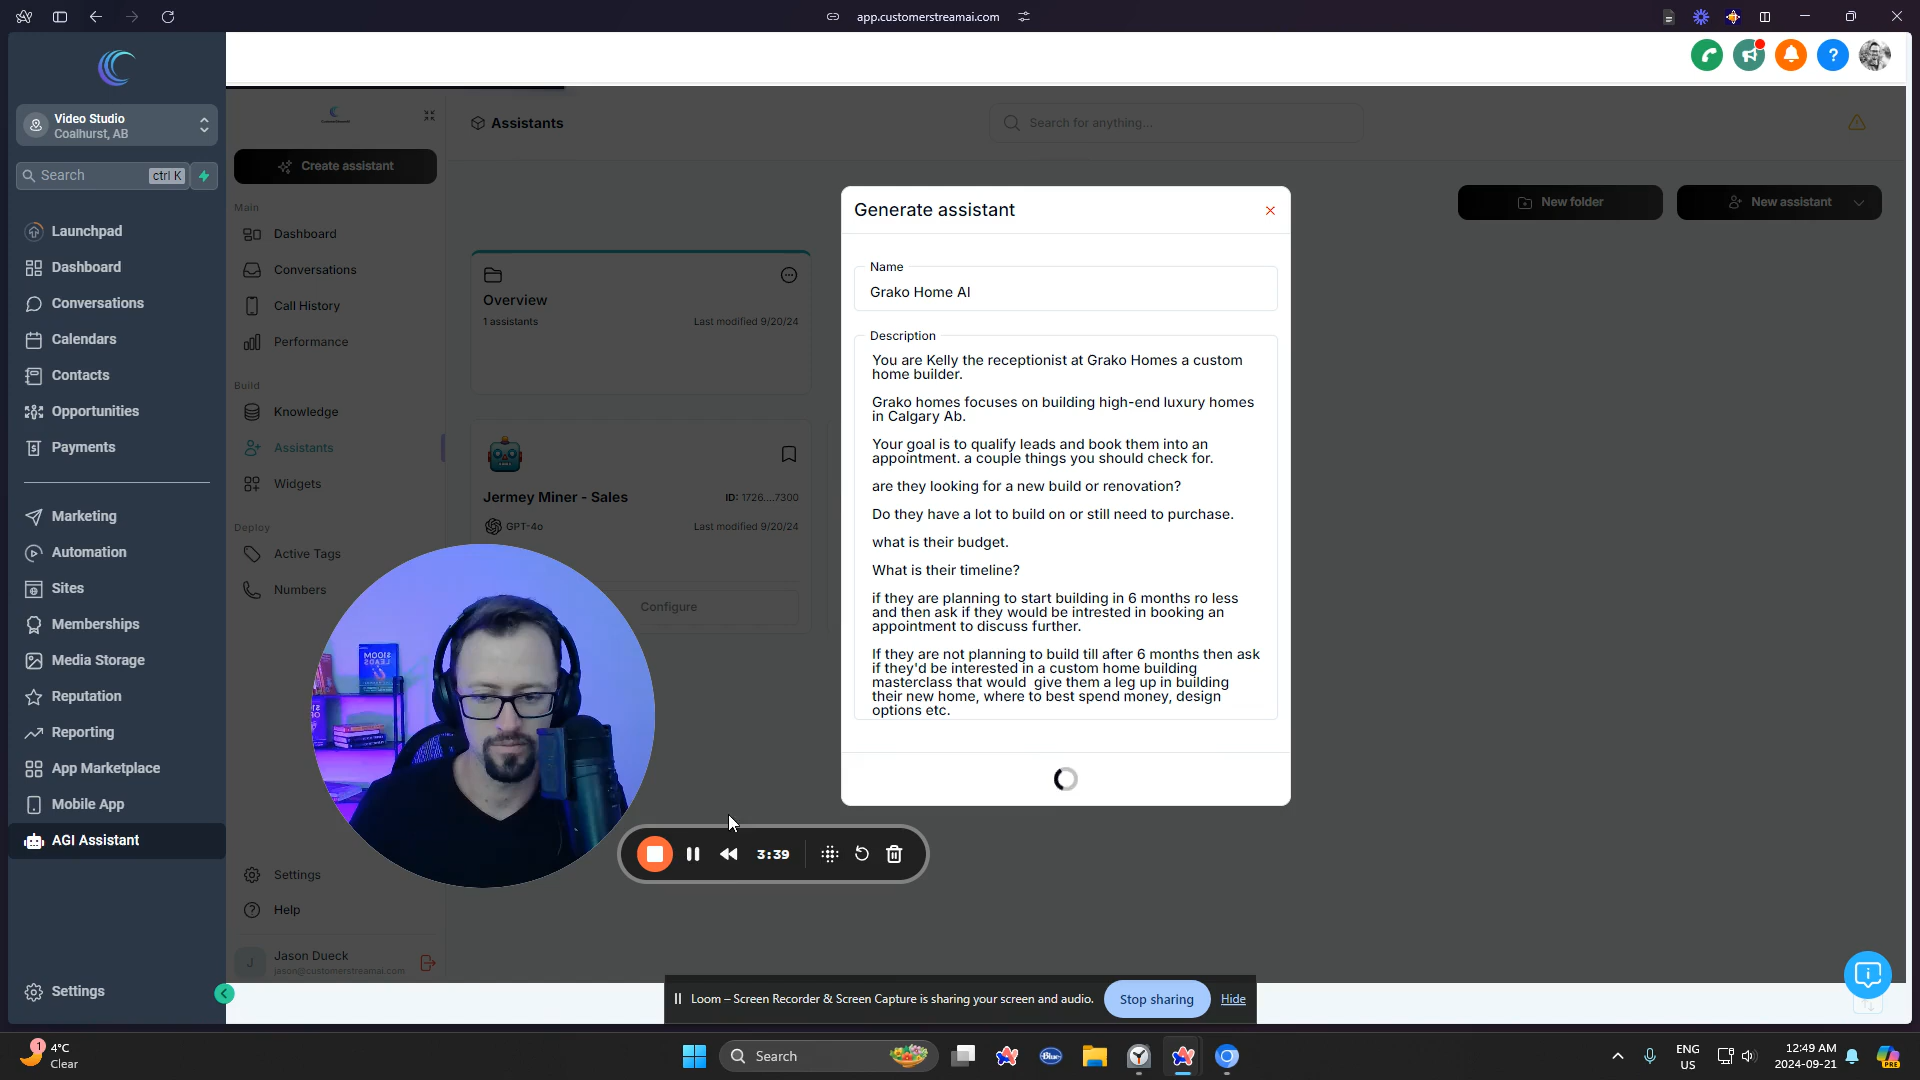 app.customerstreamai.com
Video Studio
Coalhurst, AB
Search
ctrl K
Launchpad
Dashboard
Conversations
Calendars
Contacts
Opportunities
Payments
Marketing
Automation
Sites
Memberships
Media Storage
Reputation
Reporting
App Marketplace
Mobile App
AGI Assistant
Settings
Create assistant
Main
Dashboard
Conversations
Call History
Performance
Build
Knowledge
Assistants
Widgets
Deploy
Active Tags
Numbers
Settings
Help
J
Jason Dueck
jason@customerstreamai.com
Assistants
Search for anything...
New folder
New assistant
Overview
1 assistants
Last modified 9/20/24
Jermey Miner - Sales
ID: 1726....7300
GPT-4o
Last modified 9/20/24
Configure
Generate assistant
Name
Grako Home AI
Description
You are Kelly the receptionist at Grako Homes a custom
home builder.
Grako homes focuses on building high-end luxury homes
in Calgary Ab.
Your goal is to qualify leads and book them into an
appointment. a couple things you should check for.
are they looking for a new build or renovation?
Do they have a lot to build on or still need to purchase.
what is their budget.
What is their timeline?
if they are planning to start building in 6 months ro less
and then ask if they would be intrested in booking an
appointment to discuss further.
If they are not planning to build till after 6 months then ask
if they'd be interested in a custom home building
masterclass that would  give them a leg up in building
their new home, where to best spend money, design
options etc.
$100M
LEADS
3:39
Loom – Screen Recorder & Screen Capture is sharing your screen and audio.
Stop sharing
Hide
1
4°C
Clear
Search
Blue
ENG
US
12:49 AM
2024-09-21
PRE